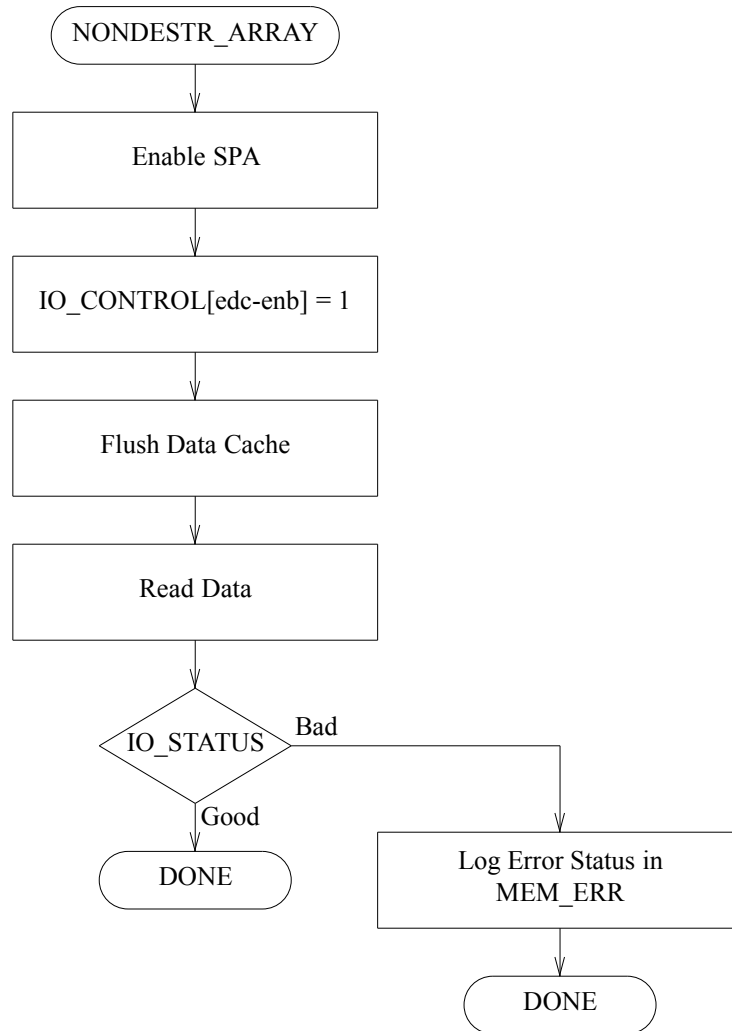 NONDESTR_ARRAY
Enable SPA
IO_CONTROL[edc-enb] = 1
Flush Data Cache
Read Data
IO_STATUS
Bad
Good
DONE
Log Error Status in
MEM_ERR
DONE